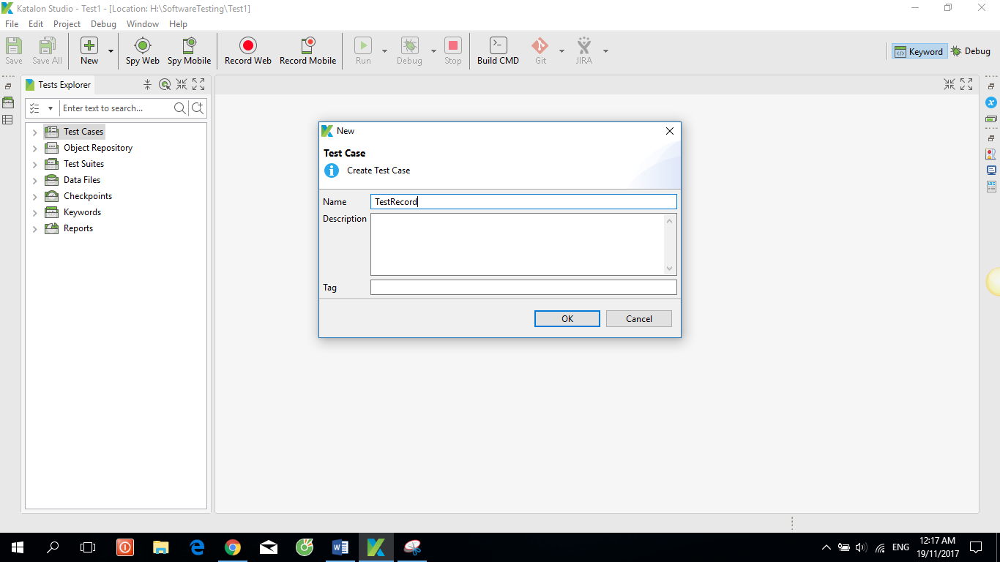 Katalon Studio - Test1 - [Location: H:\SoftwareTesting\Test1]
File Edit Project Debug Window Help
Save Save All New Spy Web Spy Mobile Record Web Record Mobile Run Debug Stop Build CMD Git JIRA Keyword Debug
Tests Explorer
Enter text to search...
Test Cases
Object Repository
Test Suites
Data Files
Checkpoints
Keywords
Reports
New
Test Case
Create Test Case
Name TestRecord
Description
Tag
OK Cancel
ENG
12:17 AM
19/11/2017